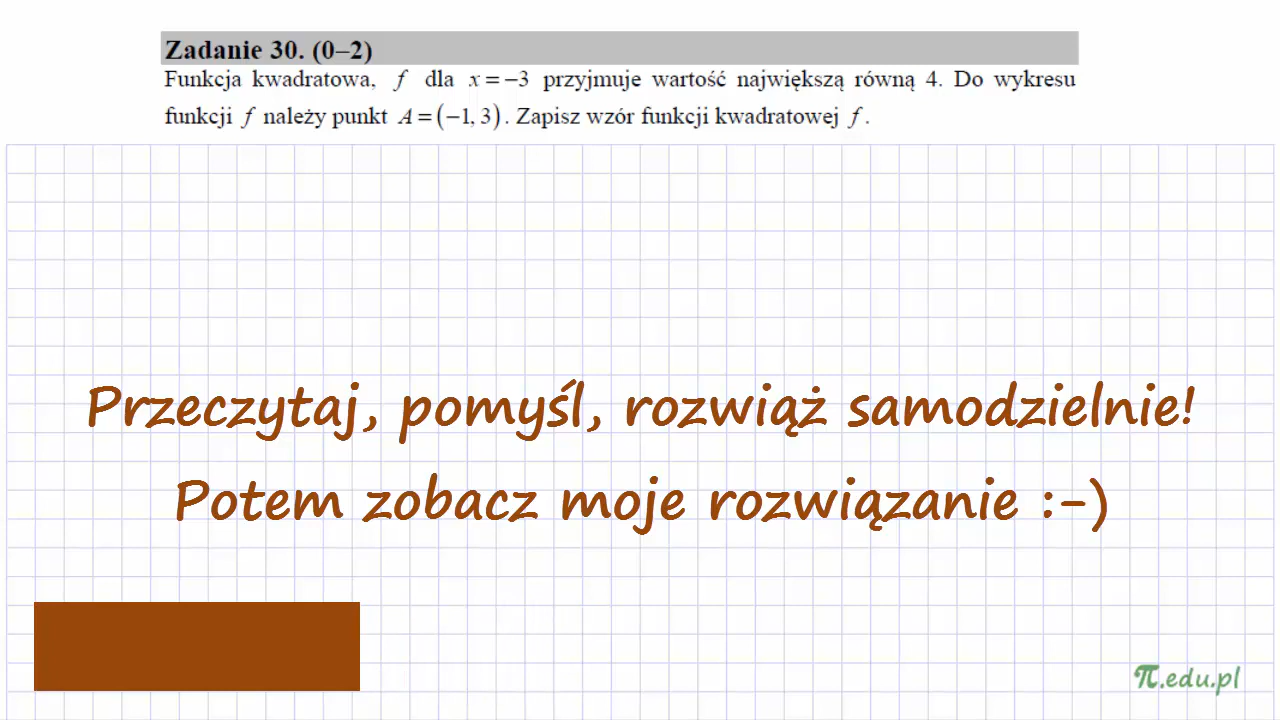 Zadanie 30. (0–2)
Funkcja kwadratowa, f dla x = −3 przyjmuje wartość największą równą 4. Do wykresu
funkcji f należy punkt A = (−1, 3). Zapisz wzór funkcji kwadratowej f.
Przeczytaj, pomyśl, rozwiąż samodzielnie!
Potem zobacz moje rozwiązanie :-)
π.edu.pl